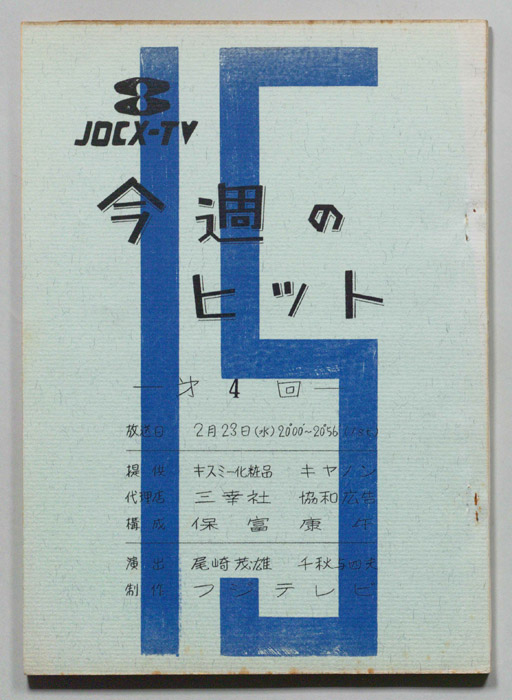 15
8
JOCX-TV
今週の
ヒット
—才4回—
放送日 2月23日(水)20°00'~20°56'
提供 キスミー化粧品 キヤノン
代理店 三幸社 協和広告
構成 保富康午
演出 尾崎茂雄 千秋与四夫
制作 フジテレビ